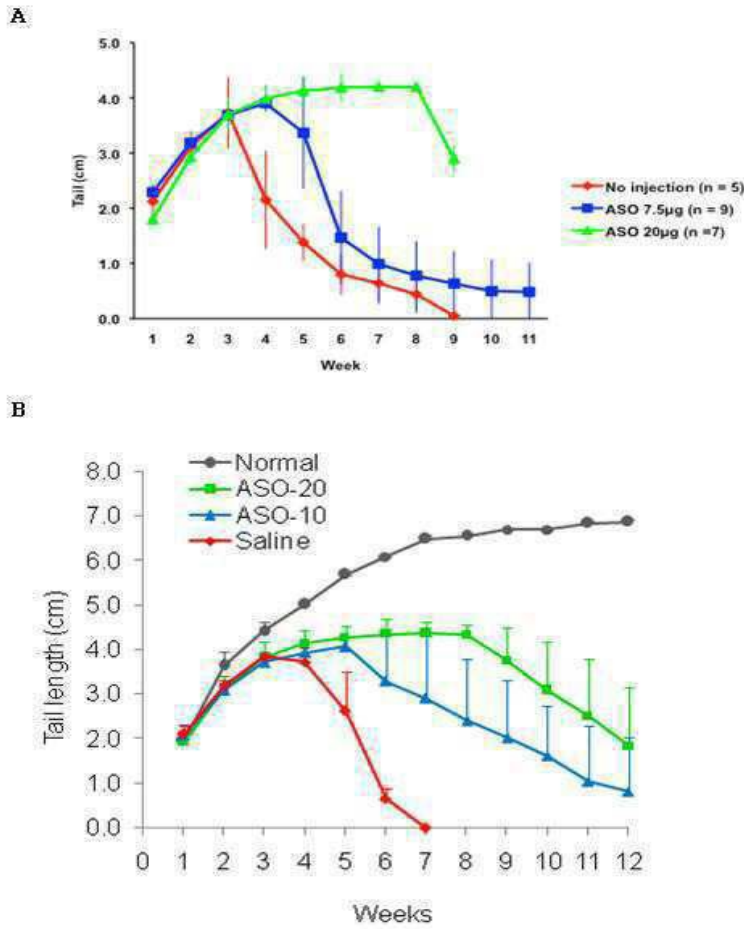 A
5.0
4.0
3.0
2.0
1.0
0.0
Tail (cm)
1 2 3 4 5 6 7 8 9 10 11
Week
No injection (n = 5)
ASO 7.5µg (n = 9)
ASO 20µg (n =7)
B
8.0
7.0
6.0
5.0
4.0
3.0
2.0
1.0
0.0
Tail length (cm)
Normal
ASO-20
ASO-10
Saline
0 1 2 3 4 5 6 7 8 9 10 11 12
Weeks